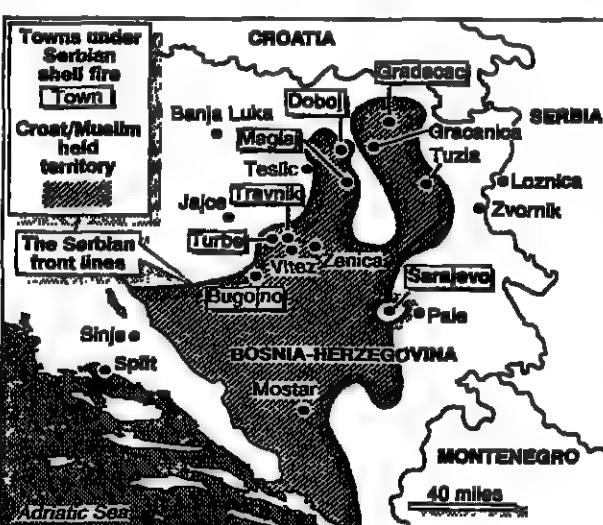 Towns under
Serbian
shell fire
Town
Croat/Muslim
held
territory
The Serbian
front lines
CROATIA
Gradacac
Doboj
Banja Luka
SERBIA
Maglaj
Gracanica
Tuzla
Teslic
Loznica
Travnik
Jajce
Zvornik
Turbe
Vitez
Zenica
Sarajevo
Bugojno
Pale
Sinje
BOSNIA-HERZEGOVINA
Split
Mostar
MONTENEGRO
40 miles
Adriatic Sea